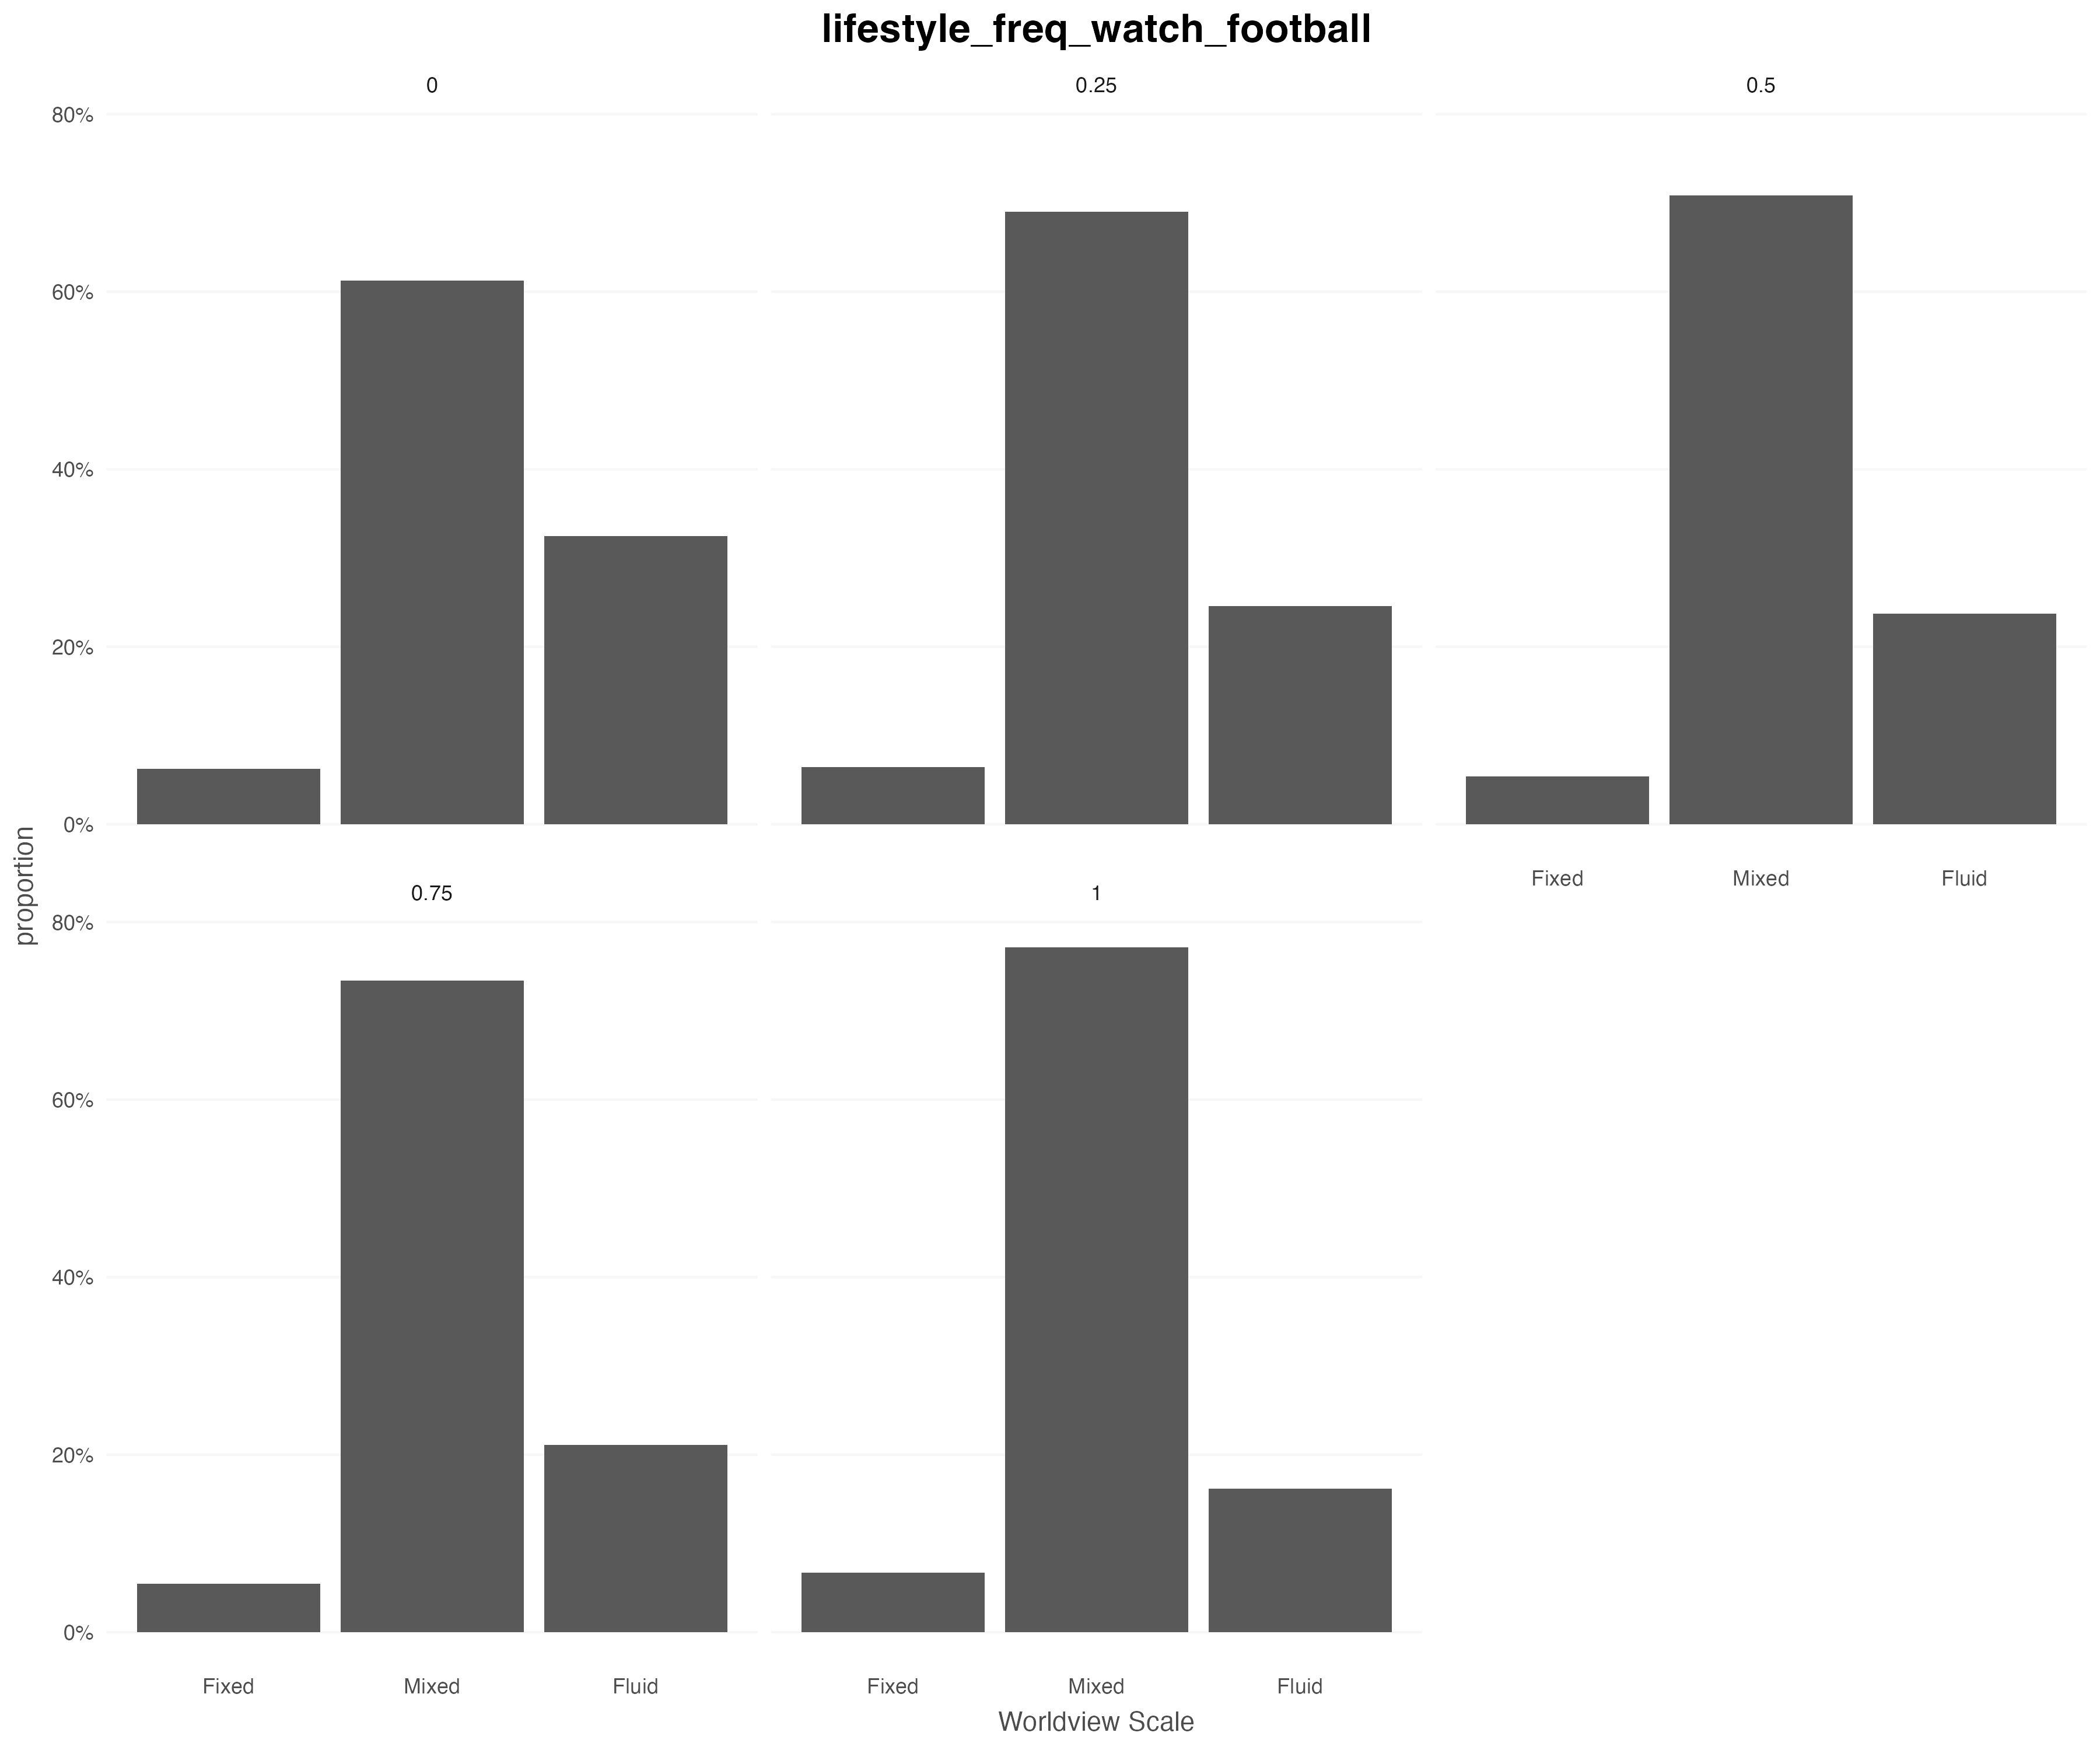 lifestyle_freq_watch_football
0 0.25 0.5
80%
60%
40%
20%
0%
Fixed Mixed Fluid
proportion
0.75 1
80%
60%
40%
20%
0%
Fixed Mixed Fluid Fixed Mixed Fluid
Worldview Scale